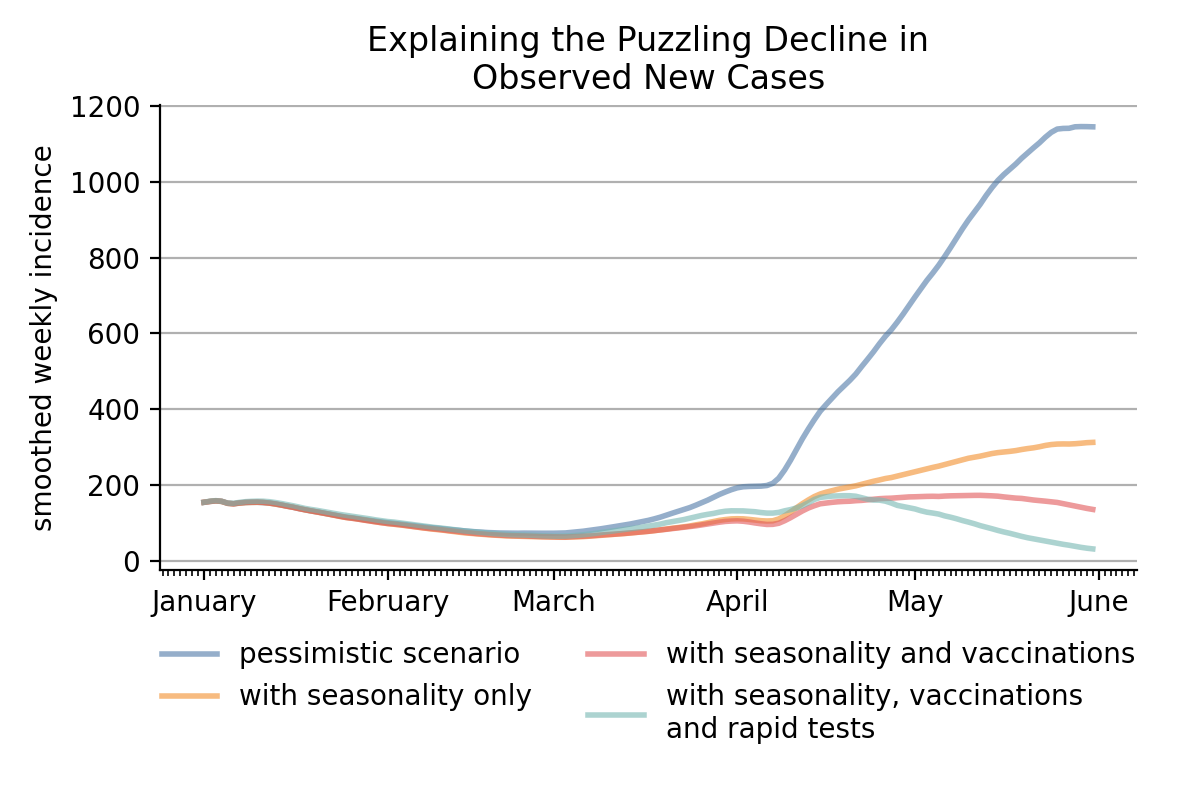 Explaining the Puzzling Decline in
Observed New Cases
smoothed weekly incidence
1200
1000
800
600
400
200
0
January February March April May June
pessimistic scenario
with seasonality only
with seasonality and vaccinations
with seasonality, vaccinations
and rapid tests